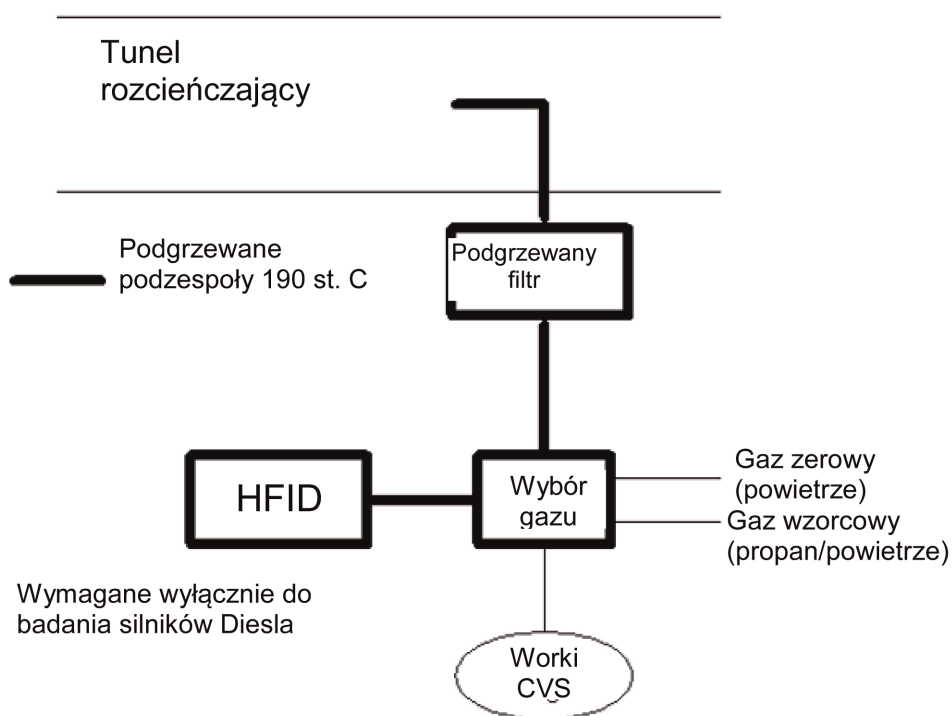 Tunel
rozcieńczający
Podgrzewane
podzespoły 190 st. C
Podgrzewany
filtr
HFID
Wybór
gazu
Gaz zerowy
(powietrze)
Gaz wzorcowy
(propan/powietrze)
Wymagane wyłącznie do
badania silników Diesla
Worki
CVS